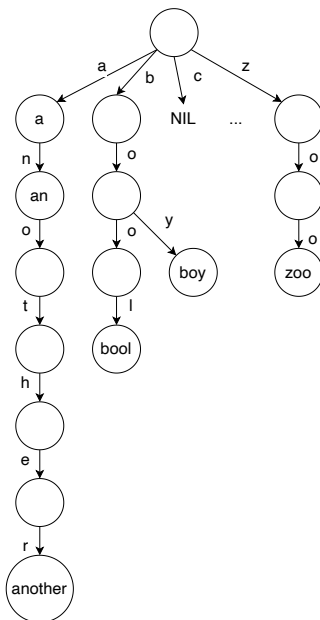 a b c z
a NIL ...
n o o
an
o o y o
boy zoo
t l
bool
h
e
r
another